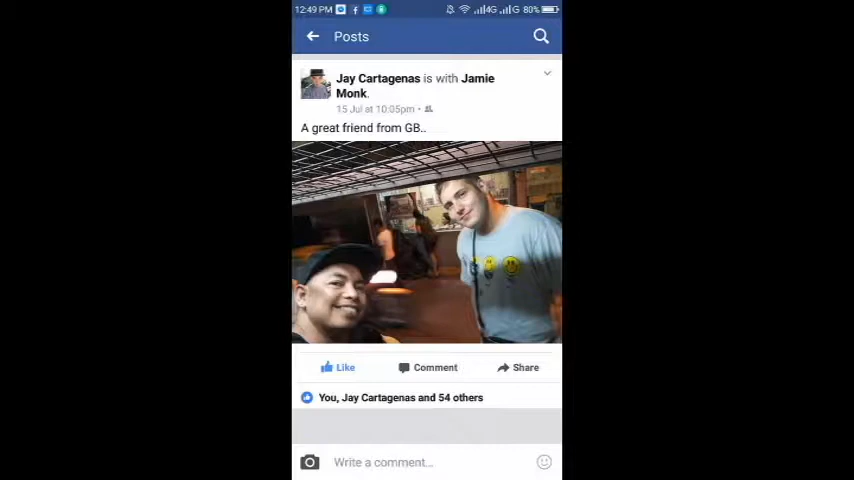 12:49 PM 4G G 80%
Posts
Jay Cartagenas is with Jamie
Monk.
15 Jul at 10:05pm •
A great friend from GB..
Like Comment Share
You, Jay Cartagenas and 54 others
Write a comment...